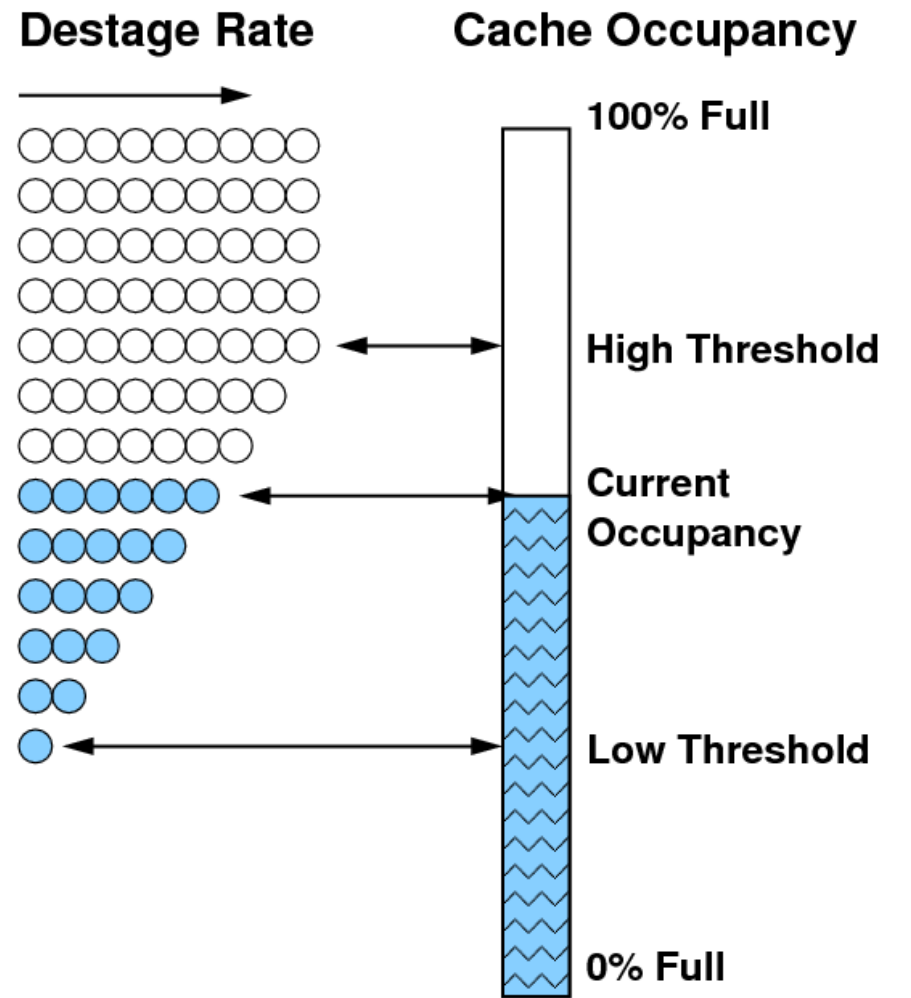 Destage Rate
Cache Occupancy
100% Full
High Threshold
Current
Occupancy
Low Threshold
0% Full